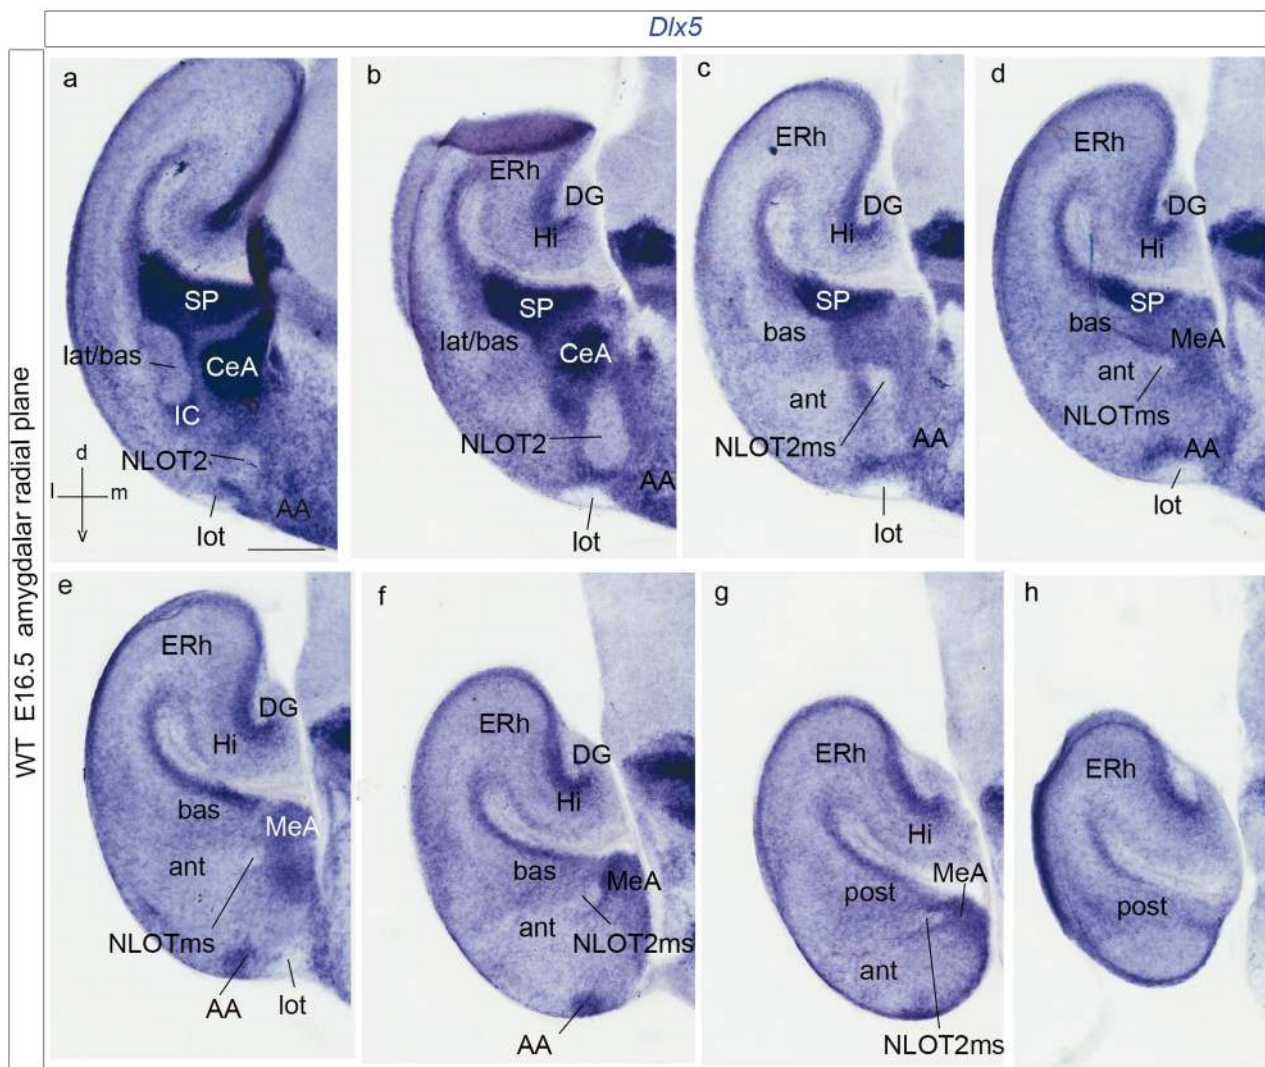 Dlx5
WT E16.5 amygdalar radial plane
a
SP
lat/bas
CeA
IC
NLOT2
d
l
m
v
lot
AA
b
ERh
DG
Hi
SP
lat/bas
CeA
NLOT2
AA
lot
c
ERh
DG
Hi
SP
bas
ant
NLOT2ms
AA
lot
d
ERh
DG
Hi
SP
bas
MeA
ant
NLOTms
AA
lot
e
ERh
DG
Hi
bas
MeA
ant
NLOTms
AA
lot
f
ERh
DG
Hi
bas
MeA
ant
NLOT2ms
AA
g
ERh
Hi
MeA
post
ant
NLOT2ms
h
ERh
post